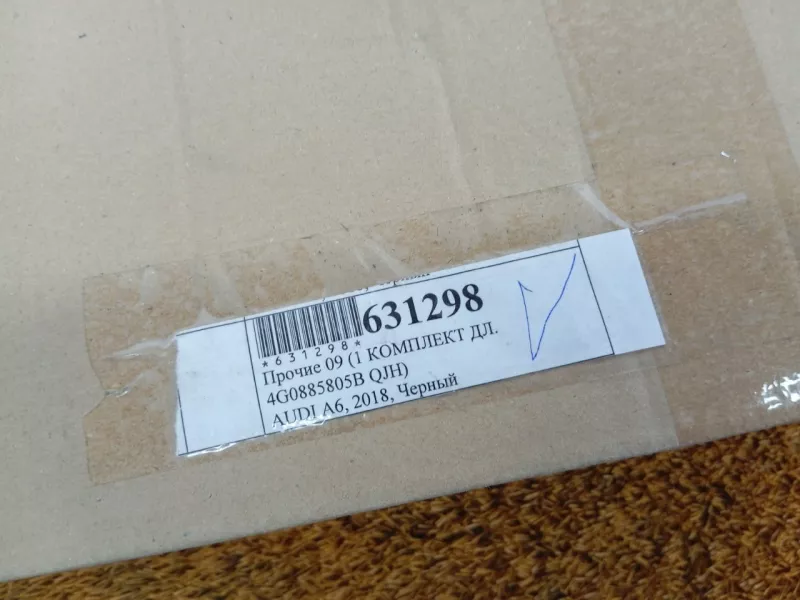 631298
*631298*
Прочие 09 (1 КОМПЛЕКТ ДЛ.
4G0885805B QJH)
AUDI A6, 2018, Черный